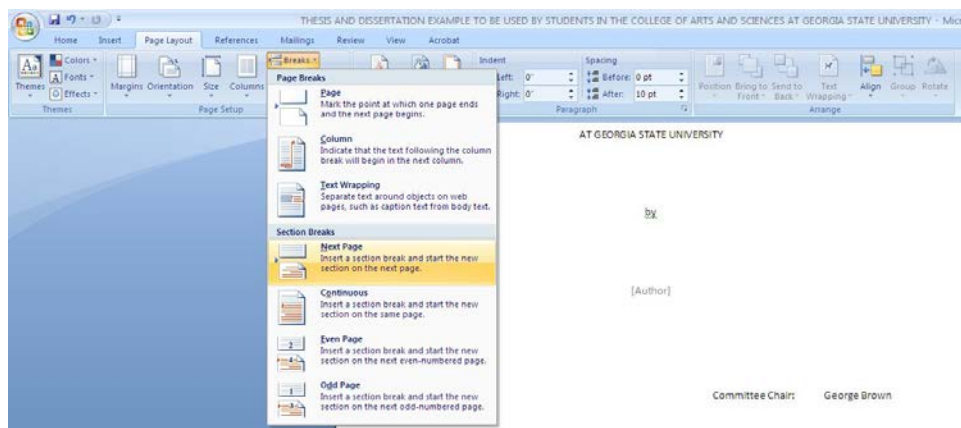 THESIS AND DISSERTATION EXAMPLE TO BE USED BY STUDENTS IN THE COLLEGE OF ARTS AND SCIENCES AT GEORGIA STATE UNIVERSITY - Micr
Home Insert Page Layout References Mailings Review View Acrobat
Themes
Colors
Fonts
Effects
Themes
Margins Orientation Size Columns
Breaks
Page Setup
Indent
Left: 0"
Right: 0"
Spacing
Before: 0 pt
After: 10 pt
Paragraph
Position Bring to Front Send to Back Text Wrapping Align Group Rotate
Arrange
Page Breaks
Page
Mark the point at which one page ends
and the next page begins.
Column
Indicate that the text following the column
break will begin in the next column.
Text Wrapping
Separate text around objects on web
pages, such as caption text from body text.
Section Breaks
Next Page
Insert a section break and start the new
section on the next page.
Continuous
Insert a section break and start the new
section on the same page.
Even Page
Insert a section break and start the new
section on the next even-numbered page.
Odd Page
Insert a section break and start the new
section on the next odd-numbered page.
AT GEORGIA STATE UNIVERSITY
by
[Author]
Committee Chair: George Brown